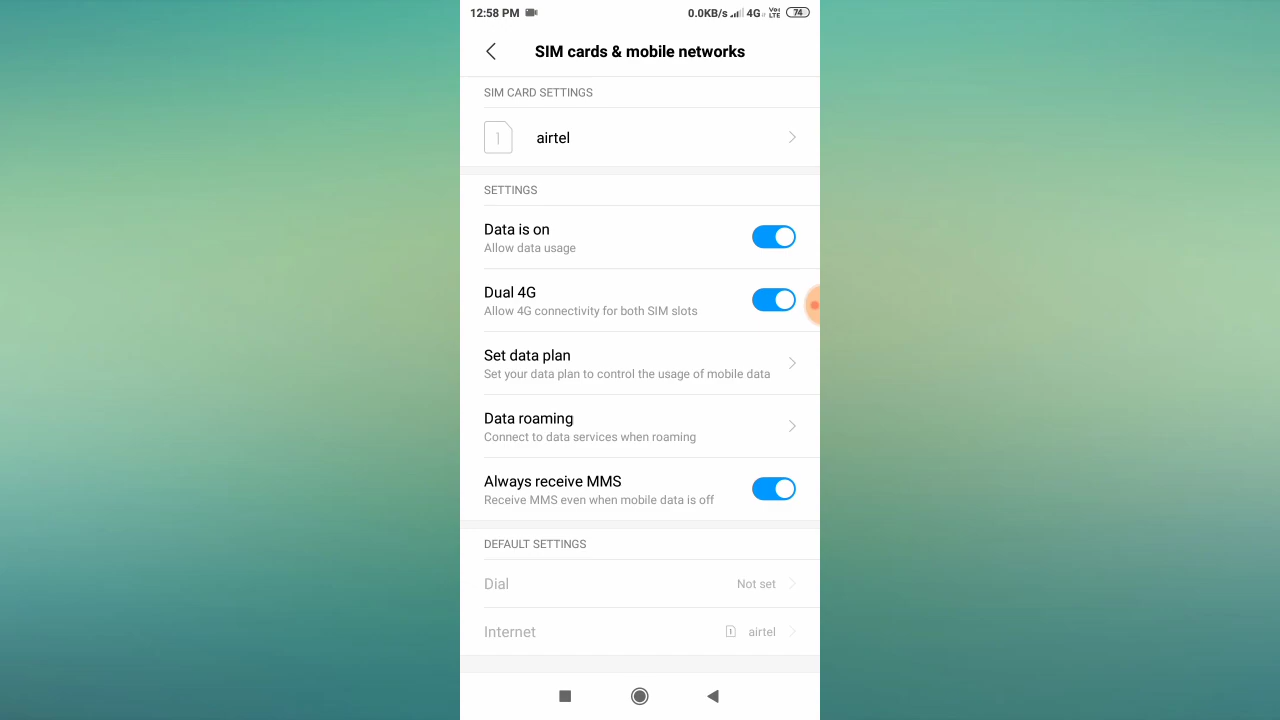 12:58 PM 0.0KB/s 4G Vo) LTE 74
SIM cards & mobile networks
SIM CARD SETTINGS
1 airtel
SETTINGS
Data is on
Allow data usage
Dual 4G
Allow 4G connectivity for both SIM slots
Set data plan
Set your data plan to control the usage of mobile data
Data roaming
Connect to data services when roaming
Always receive MMS
Receive MMS even when mobile data is off
DEFAULT SETTINGS
Dial Not set
Internet 1 airtel